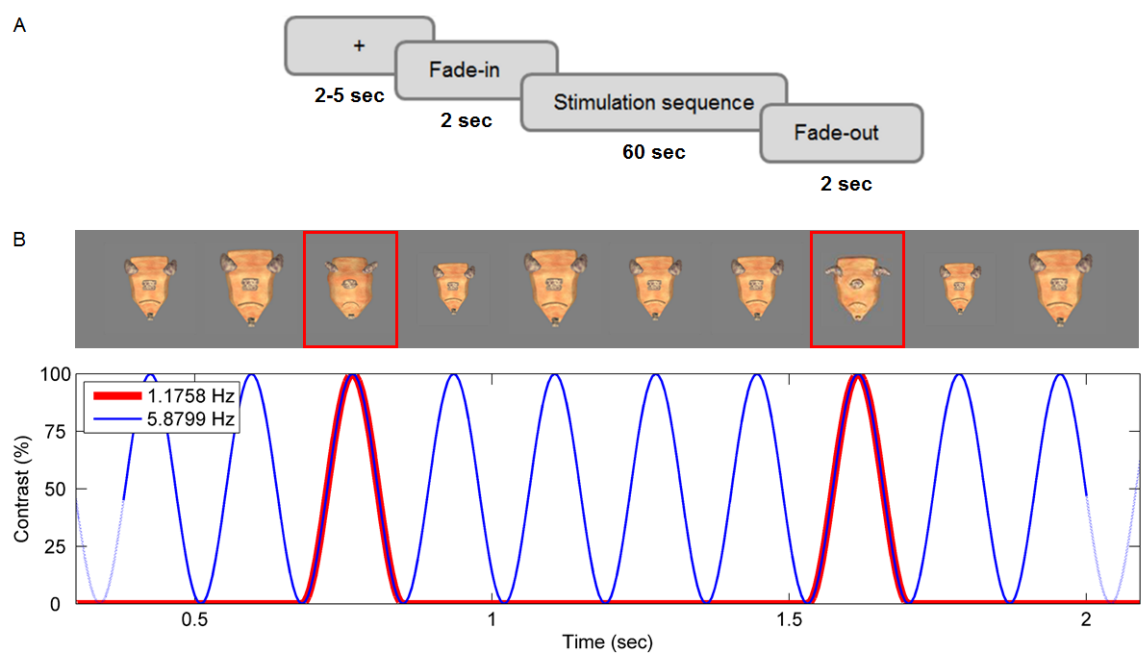 A
+
2-5 sec
Fade-in
2 sec
Stimulation sequence
60 sec
Fade-out
2 sec
B
100
75
50
25
0
Contrast (%)
1.1758 Hz
5.8799 Hz
0.5
1
1.5
2
Time (sec)